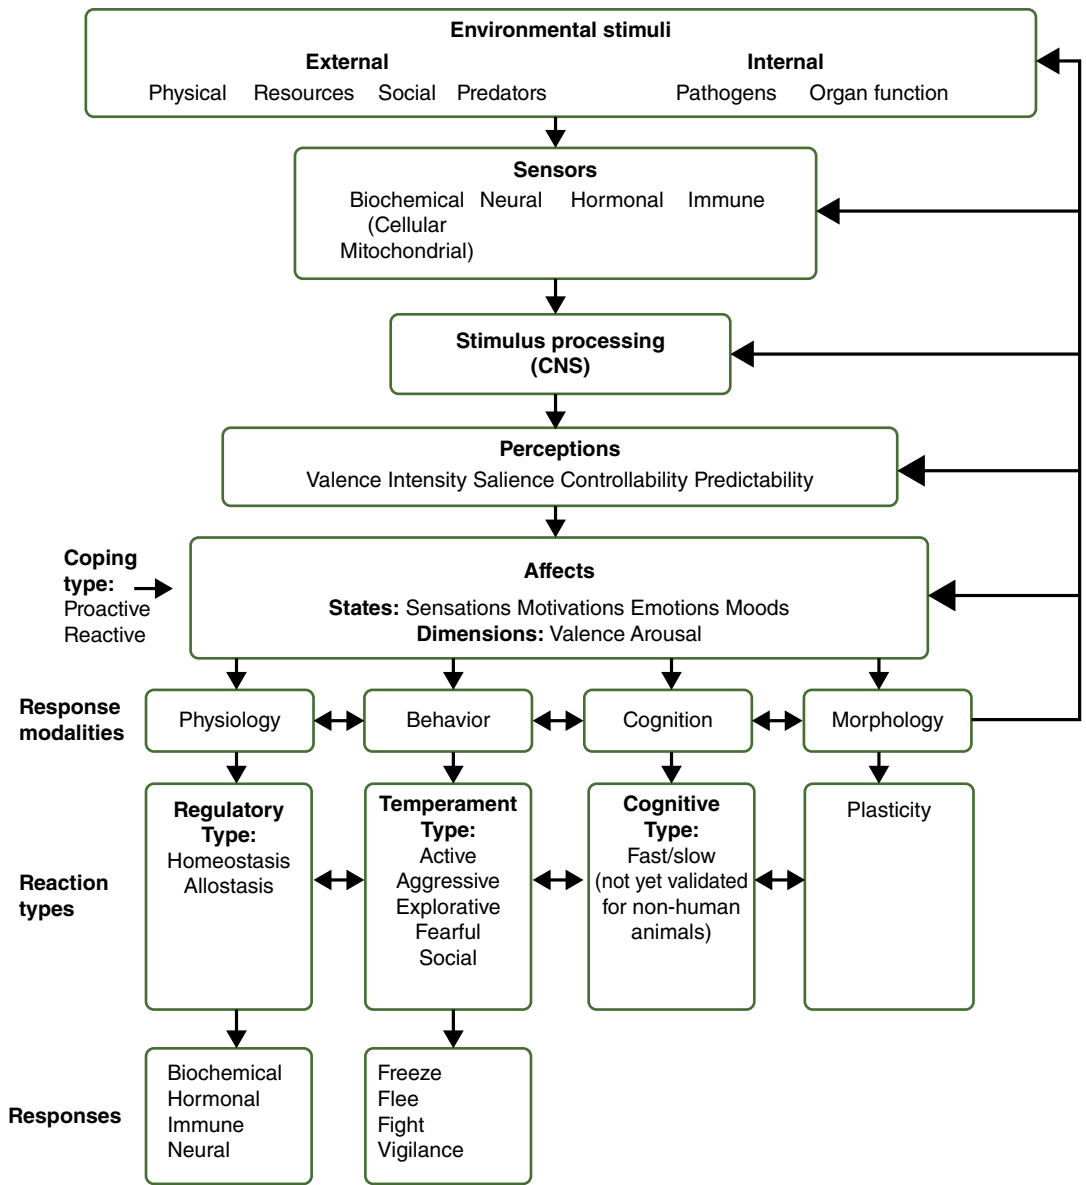 Environmental stimuli
External
Internal
Physical Resources Social Predators
Pathogens Organ function
Sensors
Biochemical Neural Hormonal Immune
(Cellular
Mitochondrial)
Stimulus processing
(CNS)
Perceptions
Valence Intensity Salience Controllability Predictability
Coping
type:
Proactive
Reactive
Affects
States: Sensations Motivations Emotions Moods
Dimensions: Valence Arousal
Response
modalities
Physiology
Behavior
Cognition
Morphology
Reaction
types
Regulatory
Type:
Homeostasis
Allostasis
Temperament
Type:
Active
Aggressive
Explorative
Fearful
Social
Cognitive
Type:
Fast/slow
(not yet validated
for non-human
animals)
Plasticity
Responses
Biochemical
Hormonal
Immune
Neural
Freeze
Flee
Fight
Vigilance